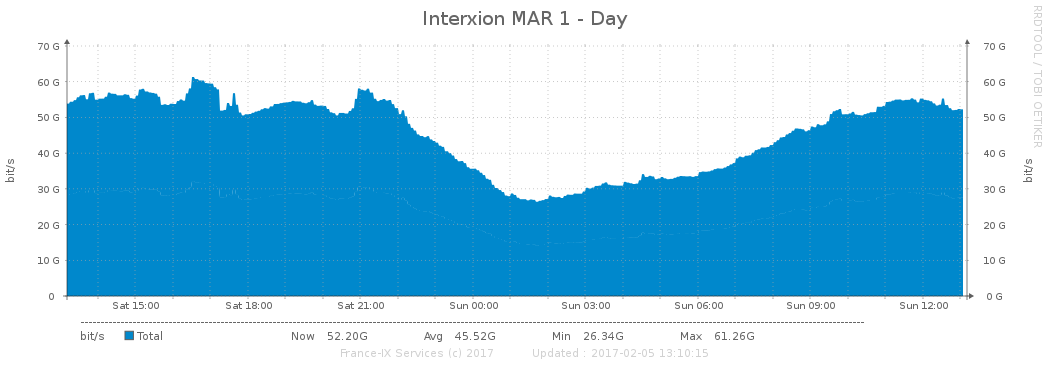 Interxion MAR 1 - Day
RRDTOOL / TOBI OETIKER
70 G 70 G
60 G 60 G
50 G 50 G
40 G 40 G
30 G 30 G
20 G 20 G
10 G 10 G
0 0 G
bit/s bit/s
Sat 15:00 Sat 18:00 Sat 21:00 Sun 00:00 Sun 03:00 Sun 06:00 Sun 09:00 Sun 12:00
bit/s Total Now 52.20G Avg 45.52G Min 26.34G Max 61.26G
France-IX Services (c) 2017 Updated : 2017-02-05 13:10:15